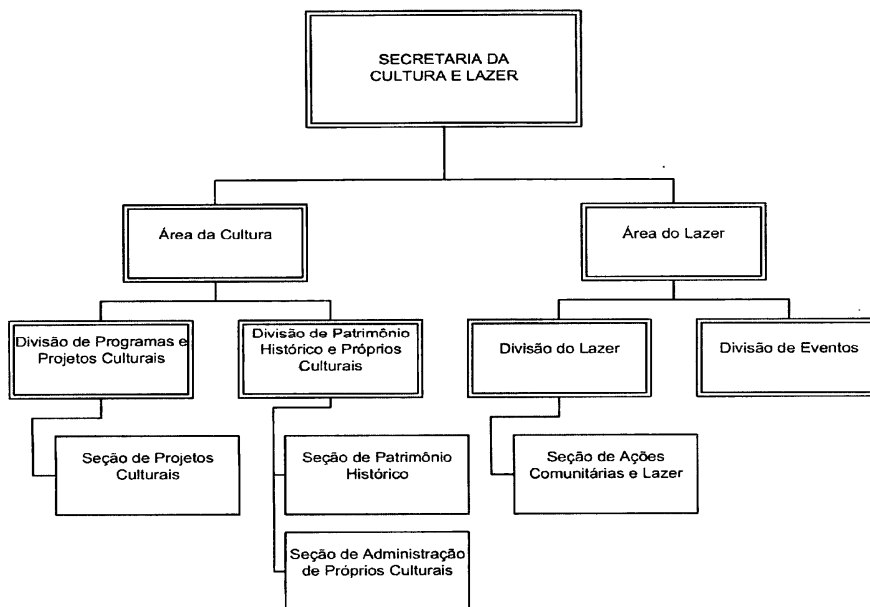 SECRETARIA DA
CULTURA E LAZER
Área da Cultura
Área do Lazer
Divisão de Programas e
Projetos Culturais
Divisão de Patrimônio
Histórico e Próprios
Culturais
Divisão do Lazer
Divisão de Eventos
Seção de Projetos
Culturais
Seção de Patrimônio
Histórico
Seção de Ações
Comunitárias e Lazer
Seção de Administração
de Próprios Culturais